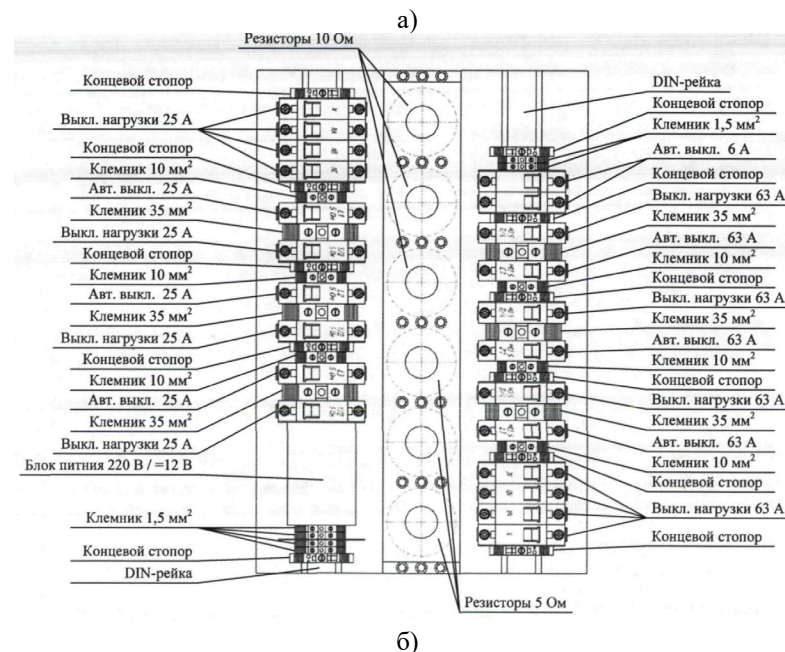 а)
Резисторы 10 Ом
Концевой стопор
Выкл. нагрузки 25 А
Концевой стопор
Клемник 10 мм²
Авт. выкл. 25 А
Клемник 35 мм²
Выкл. нагрузки 25 А
Концевой стопор
Клемник 10 мм²
Авт. выкл. 25 А
Клемник 35 мм²
Выкл. нагрузки 25 А
Концевой стопор
Клемник 10 мм²
Авт. выкл. 25 А
Клемник 35 мм²
Выкл. нагрузки 25 А
Блок питния 220 В / =12 В
Клемник 1,5 мм²
Концевой стопор
DIN-рейка
DIN-рейка
Концевой стопор
Клемник 1,5 мм²
Авт. выкл. 6 А
Концевой стопор
Выкл. нагрузки 63 А
Клемник 35 мм²
Авт. выкл. 63 А
Клемник 10 мм²
Концевой стопор
Выкл. нагрузки 63 А
Клемник 35 мм²
Авт. выкл. 63 А
Клемник 10 мм²
Концевой стопор
Выкл. нагрузки 63 А
Клемник 35 мм²
Авт. выкл. 63 А
Клемник 10 мм²
Концевой стопор
Выкл. нагрузки 63 А
Концевой стопор
Резисторы 5 Ом
б)